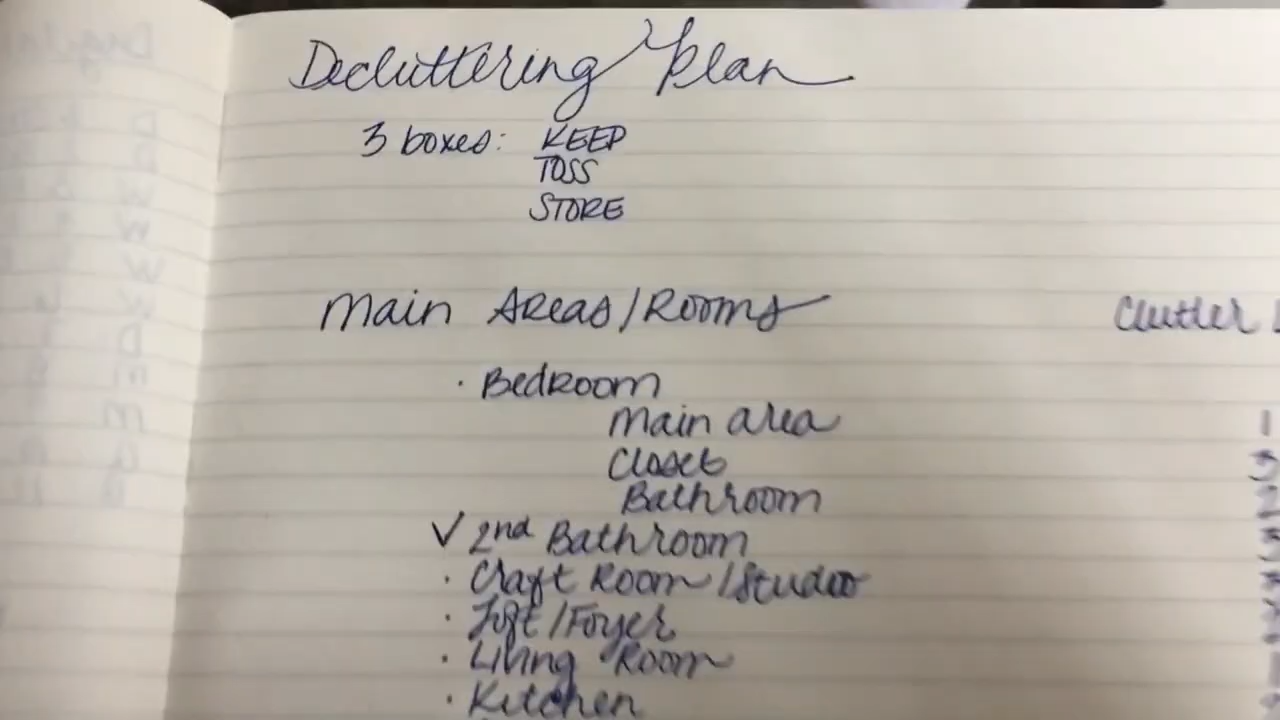 Decluttering Plan
3 boxes: KEEP
TOSS
STORE
Main Areas/Rooms
Clutter
· Bedroom
Main area
Closet
Bathroom
✓ 2nd Bathroom
· Craft Room/Studio
· Loft/Foyer
· Living Room
· Kitchen